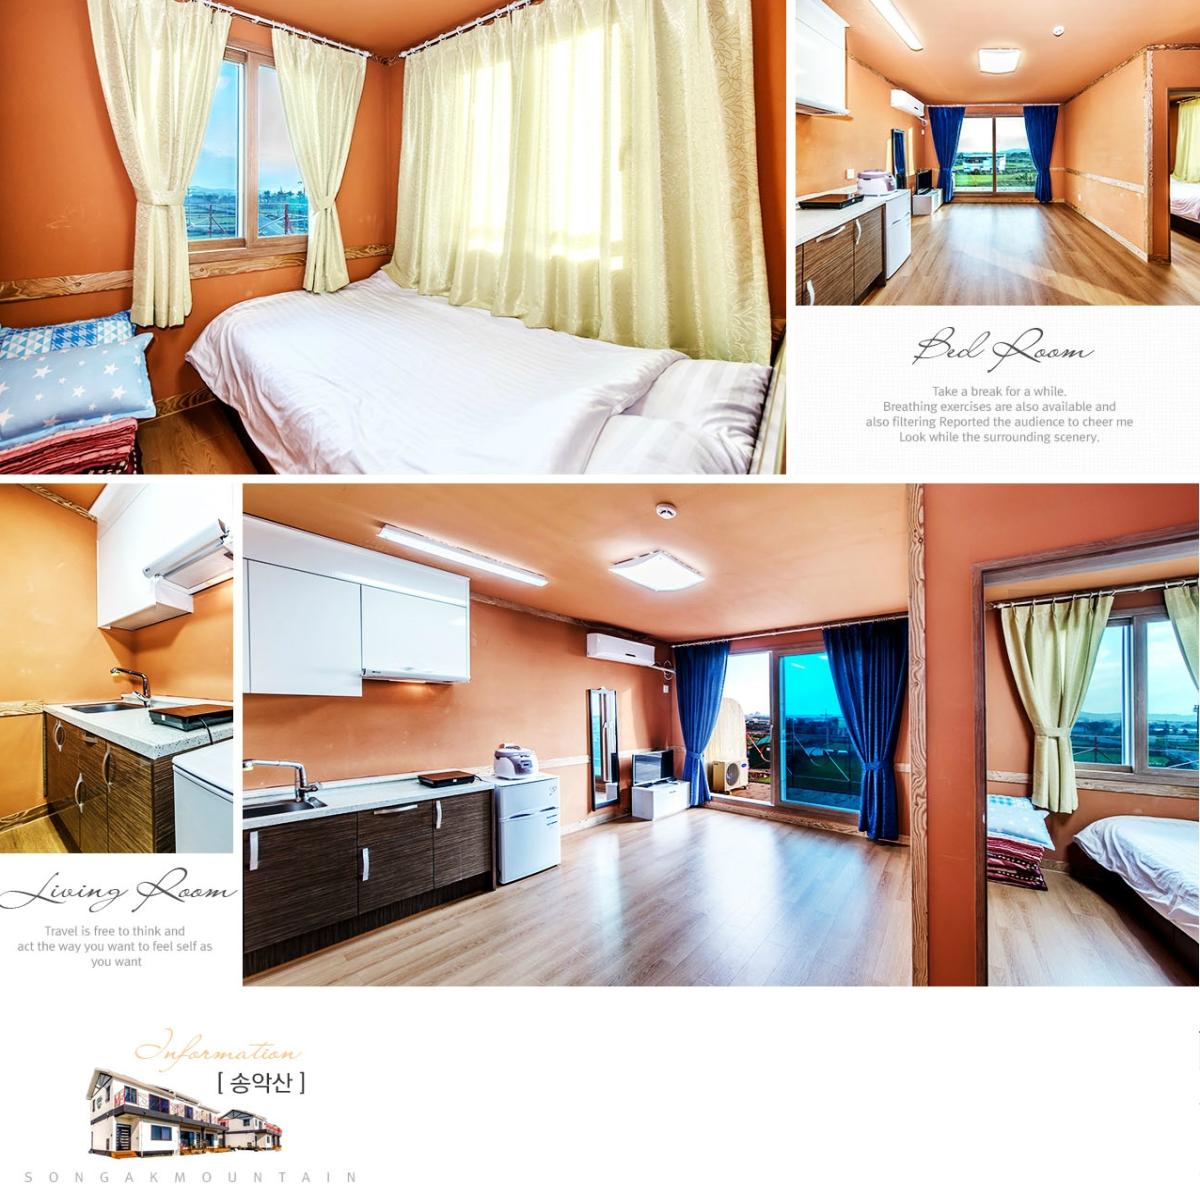 Bed Room
Take a break for a while.
Breathing exercises are also available and
also filtering Reported the audience to cheer me
Look while the surrounding scenery.
Living Room
Travel is free to think and
act the way you want to feel self as
you want
Information
[ 송악산 ]
SONGAKMOUNTAIN